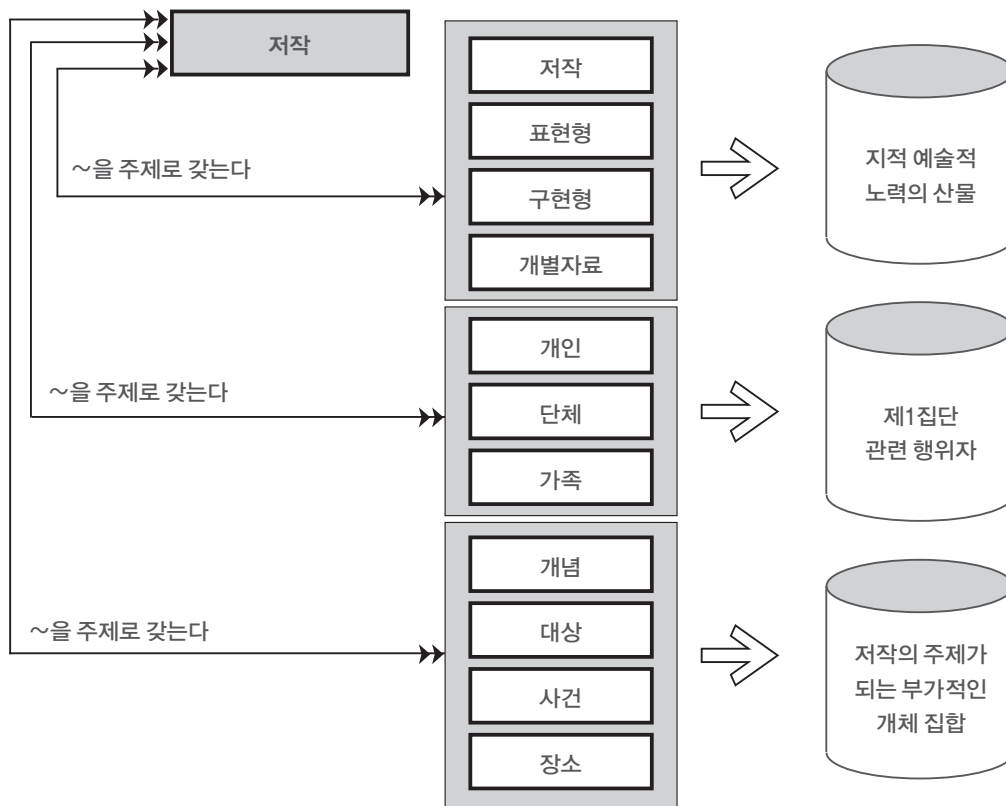 저작
~을 주제로 갖는다
저작
표현형
구현형
개별자료
지적 예술적
노력의 산물
~을 주제로 갖는다
개인
단체
가족
제1집단
관련 행위자
~을 주제로 갖는다
개념
대상
사건
장소
저작의 주제가
되는 부가적인
개체 집합